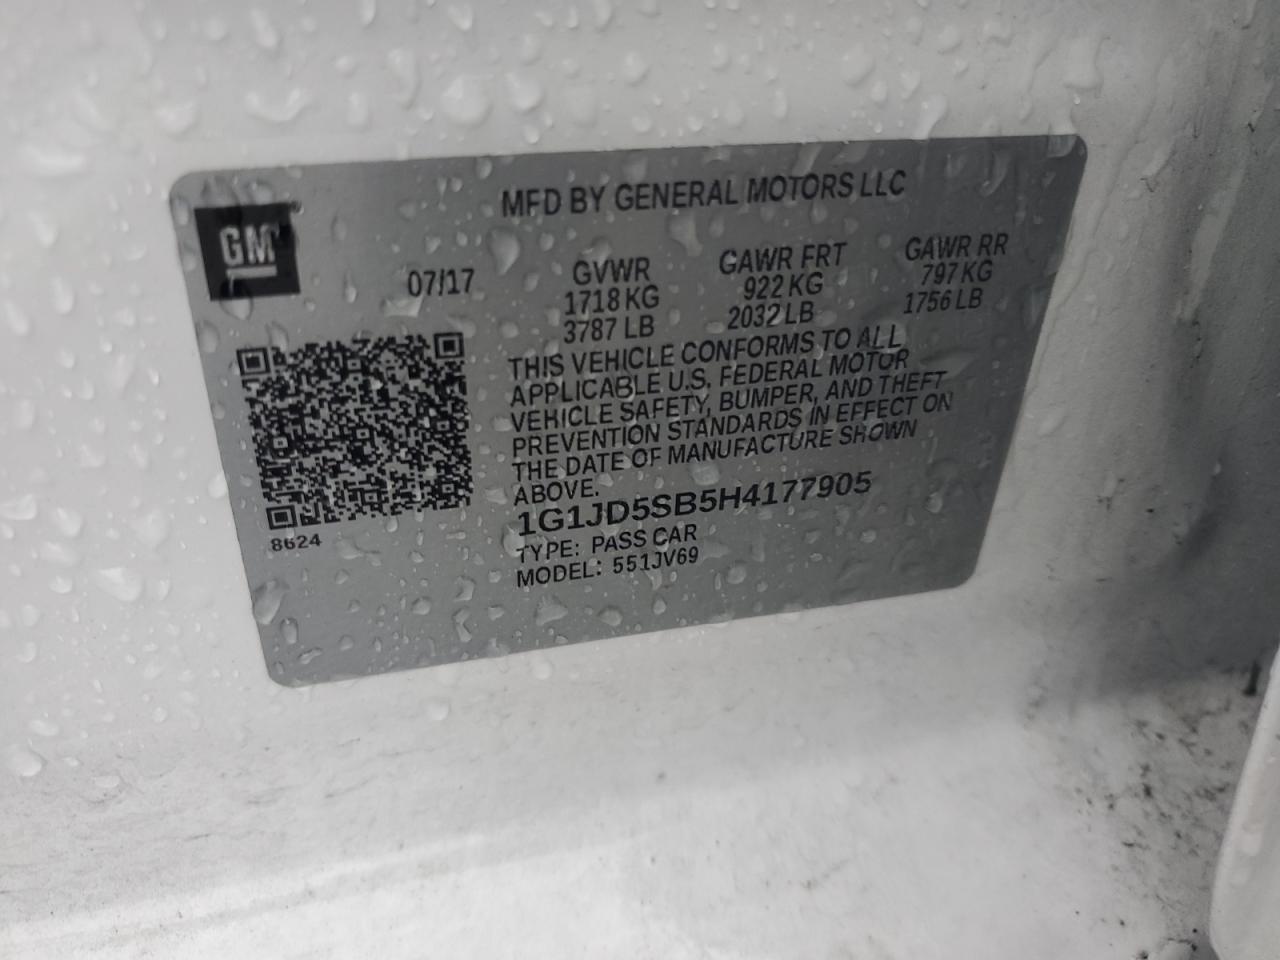 MFD BY GENERAL MOTORS LLC
GM
07/17
GVWR
1718 KG
3787 LB
GAWR FRT
922 KG
2032 LB
GAWR RR
797 KG
1756 LB
THIS VEHICLE CONFORMS TO ALL
APPLICABLE U.S. FEDERAL MOTOR
VEHICLE SAFETY, BUMPER, AND THEFT
PREVENTION STANDARDS IN EFFECT ON
THE DATE OF MANUFACTURE SHOWN
ABOVE.
1G1JD5SB5H4177905
TYPE: PASS CAR
MODEL: 551JV69
8624